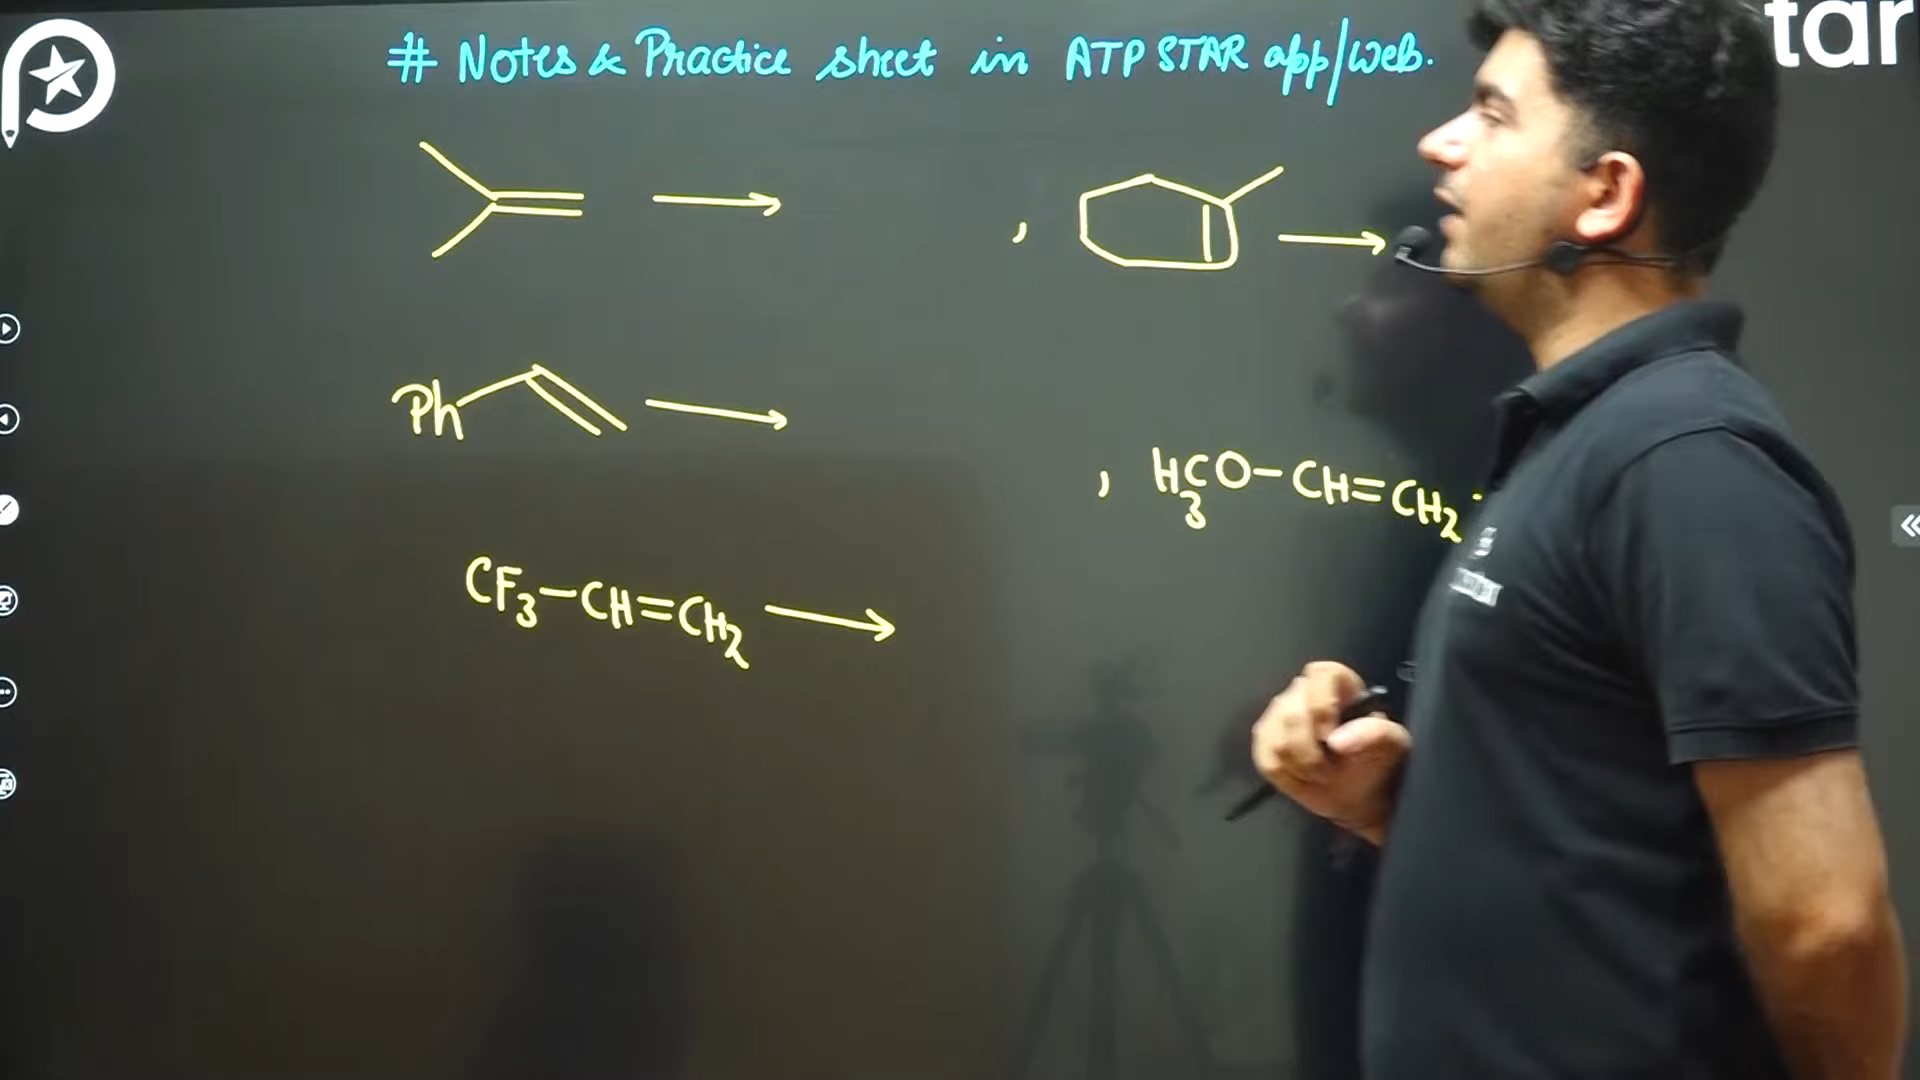 tar
# Notes & Practice sheet in ATP STAR app/web.
,
Ph
, H3CO-CH=CH2
CF3-CH=CH2